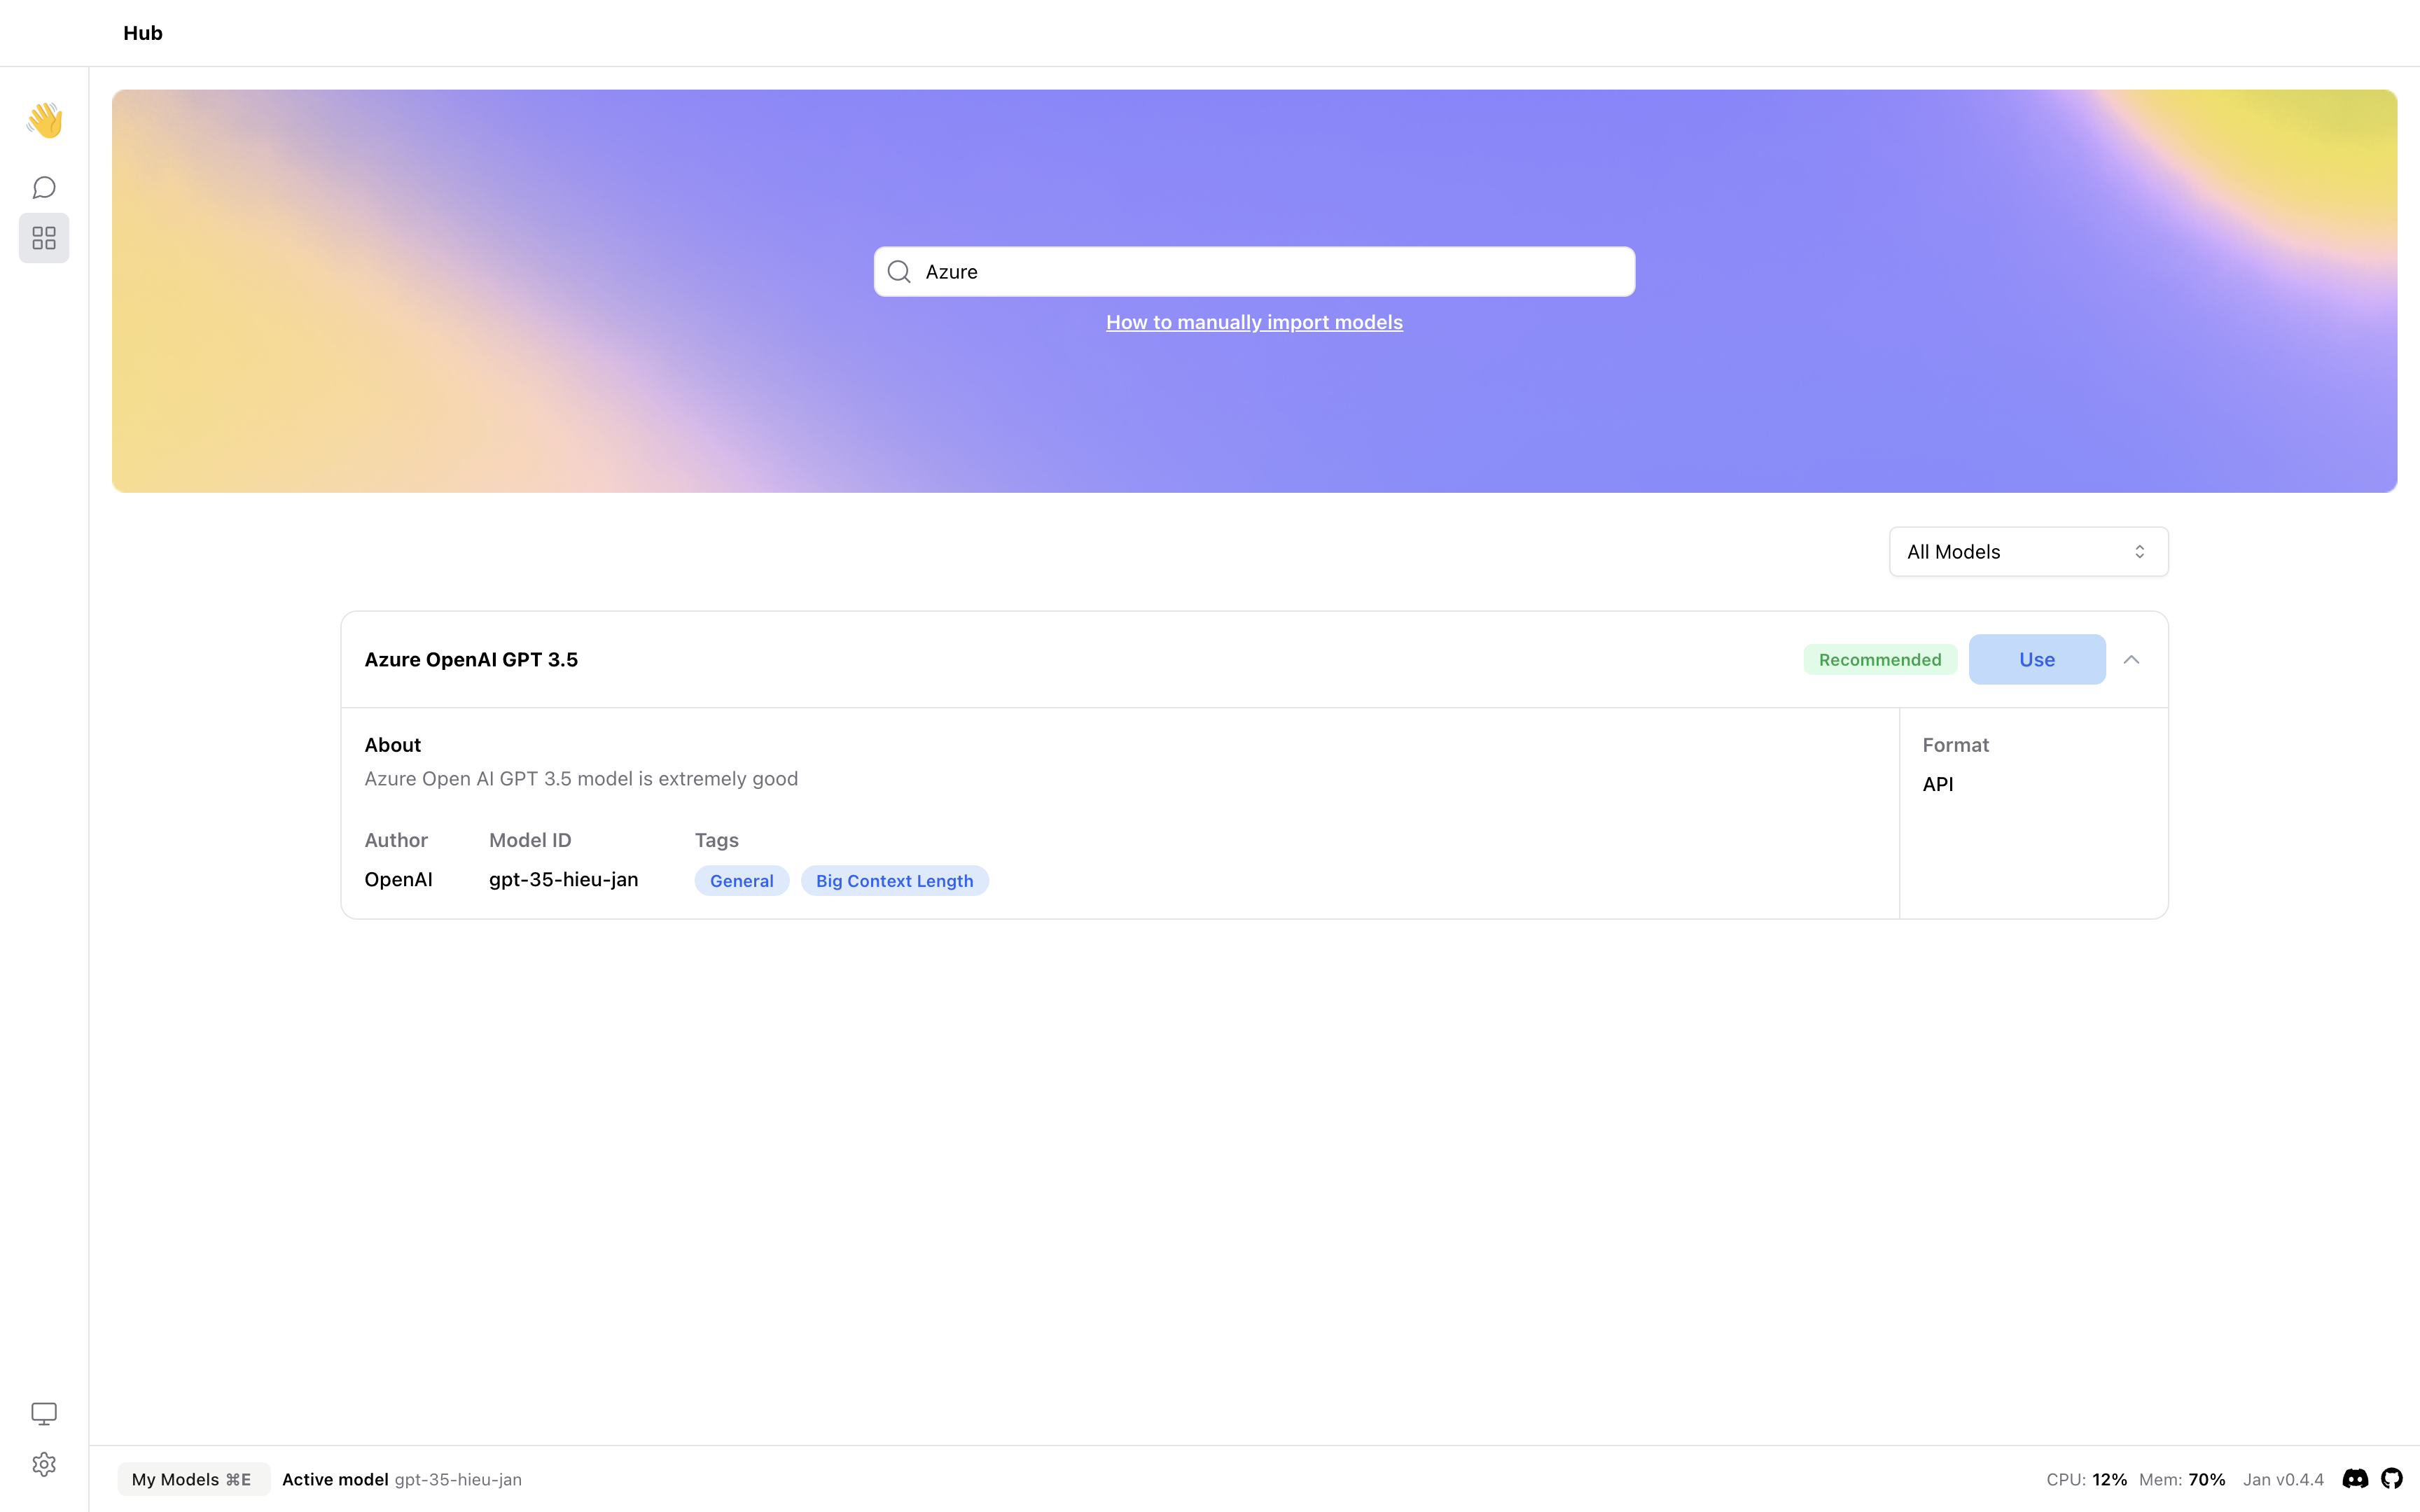 Hub
Azure
How to manually import models
All Models
Azure OpenAI GPT 3.5
Recommended
Use
About
Azure Open AI GPT 3.5 model is extremely good
Format
API
Author Model ID Tags
OpenAI gpt-35-hieu-jan General Big Context Length
My Models ⌘E Active model gpt-35-hieu-jan CPU: 12% Mem: 70% Jan v0.4.4